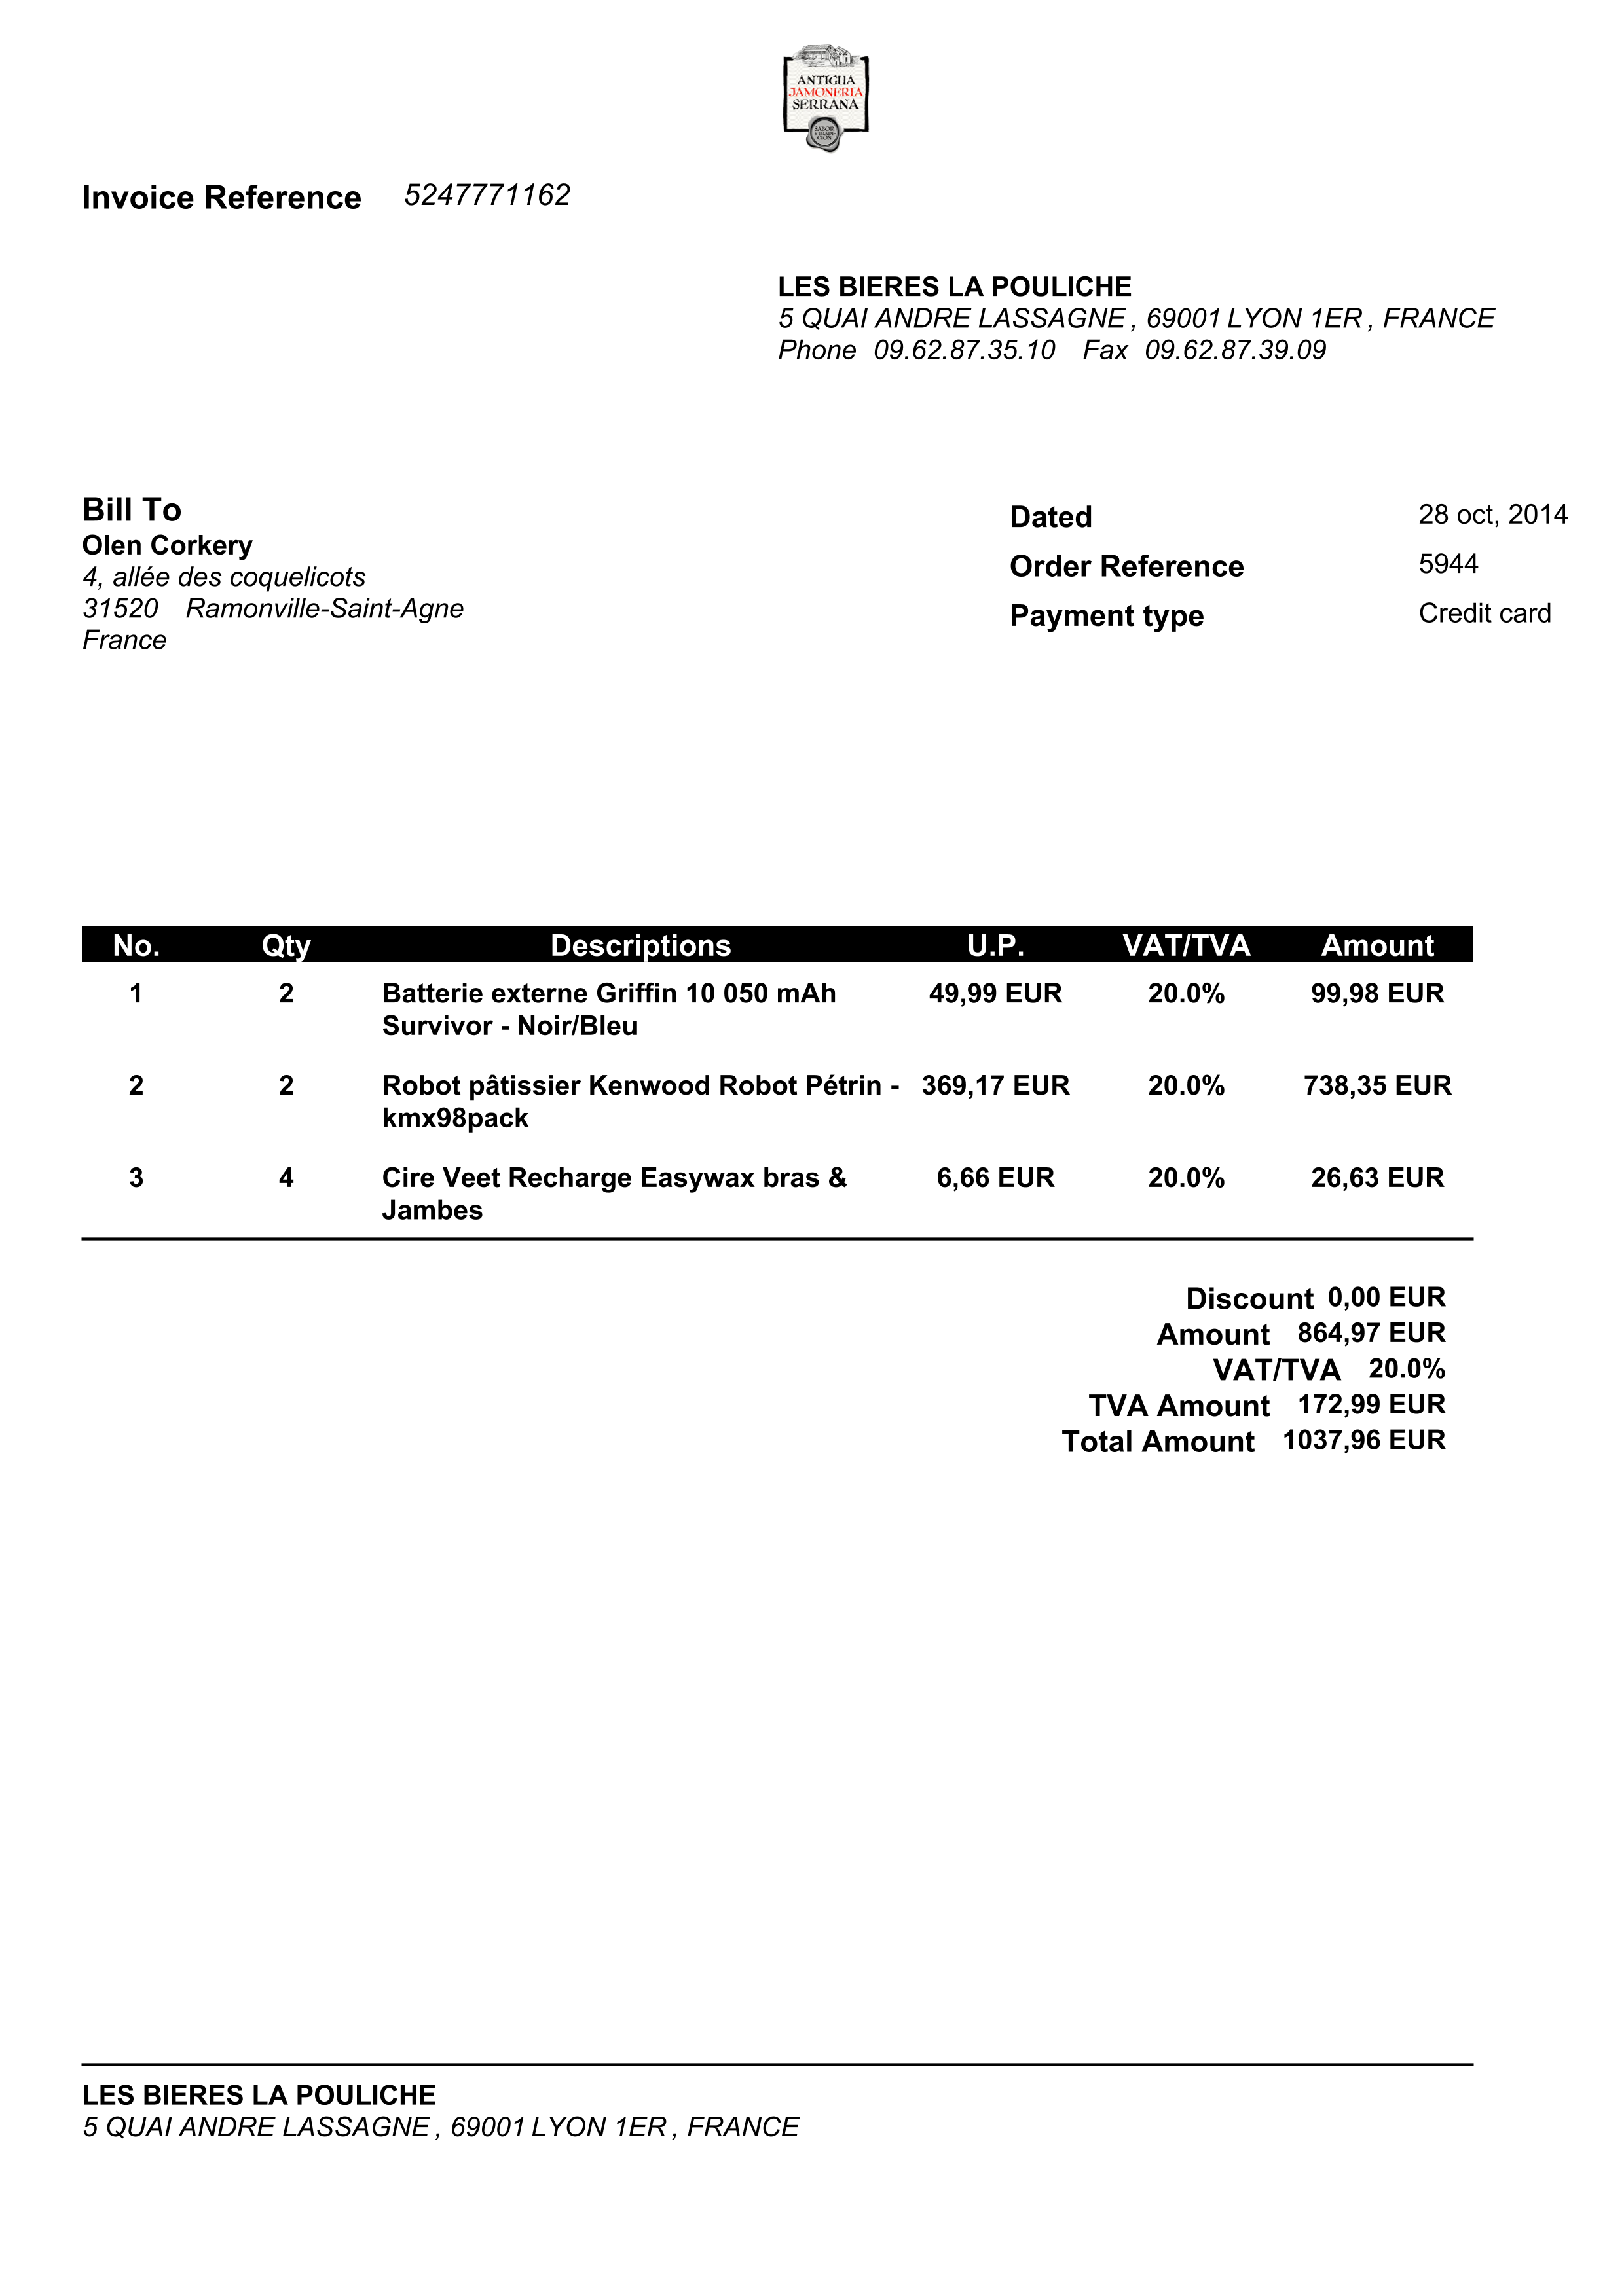 ANTIGUA
JAMONERIA
SERRANA
SABOR
Y TRADI-
CION
Invoice Reference 5247771162
LES BIERES LA POULICHE
5 QUAI ANDRE LASSAGNE , 69001 LYON 1ER , FRANCE
Phone 09.62.87.35.10 Fax 09.62.87.39.09
Bill To
Olen Corkery
4, allée des coquelicots
31520 Ramonville-Saint-Agne
France
Dated 28 oct, 2014
Order Reference 5944
Payment type Credit card
No. Qty Descriptions U.P. VAT/TVA Amount
1 2 Batterie externe Griffin 10 050 mAh 49,99 EUR 20.0% 99,98 EUR
Survivor - Noir/Bleu
2 2 Robot pâtissier Kenwood Robot Pétrin - 369,17 EUR 20.0% 738,35 EUR
kmx98pack
3 4 Cire Veet Recharge Easywax bras & 6,66 EUR 20.0% 26,63 EUR
Jambes
Discount 0,00 EUR
Amount 864,97 EUR
VAT/TVA 20.0%
TVA Amount 172,99 EUR
Total Amount 1037,96 EUR
LES BIERES LA POULICHE
5 QUAI ANDRE LASSAGNE , 69001 LYON 1ER , FRANCE